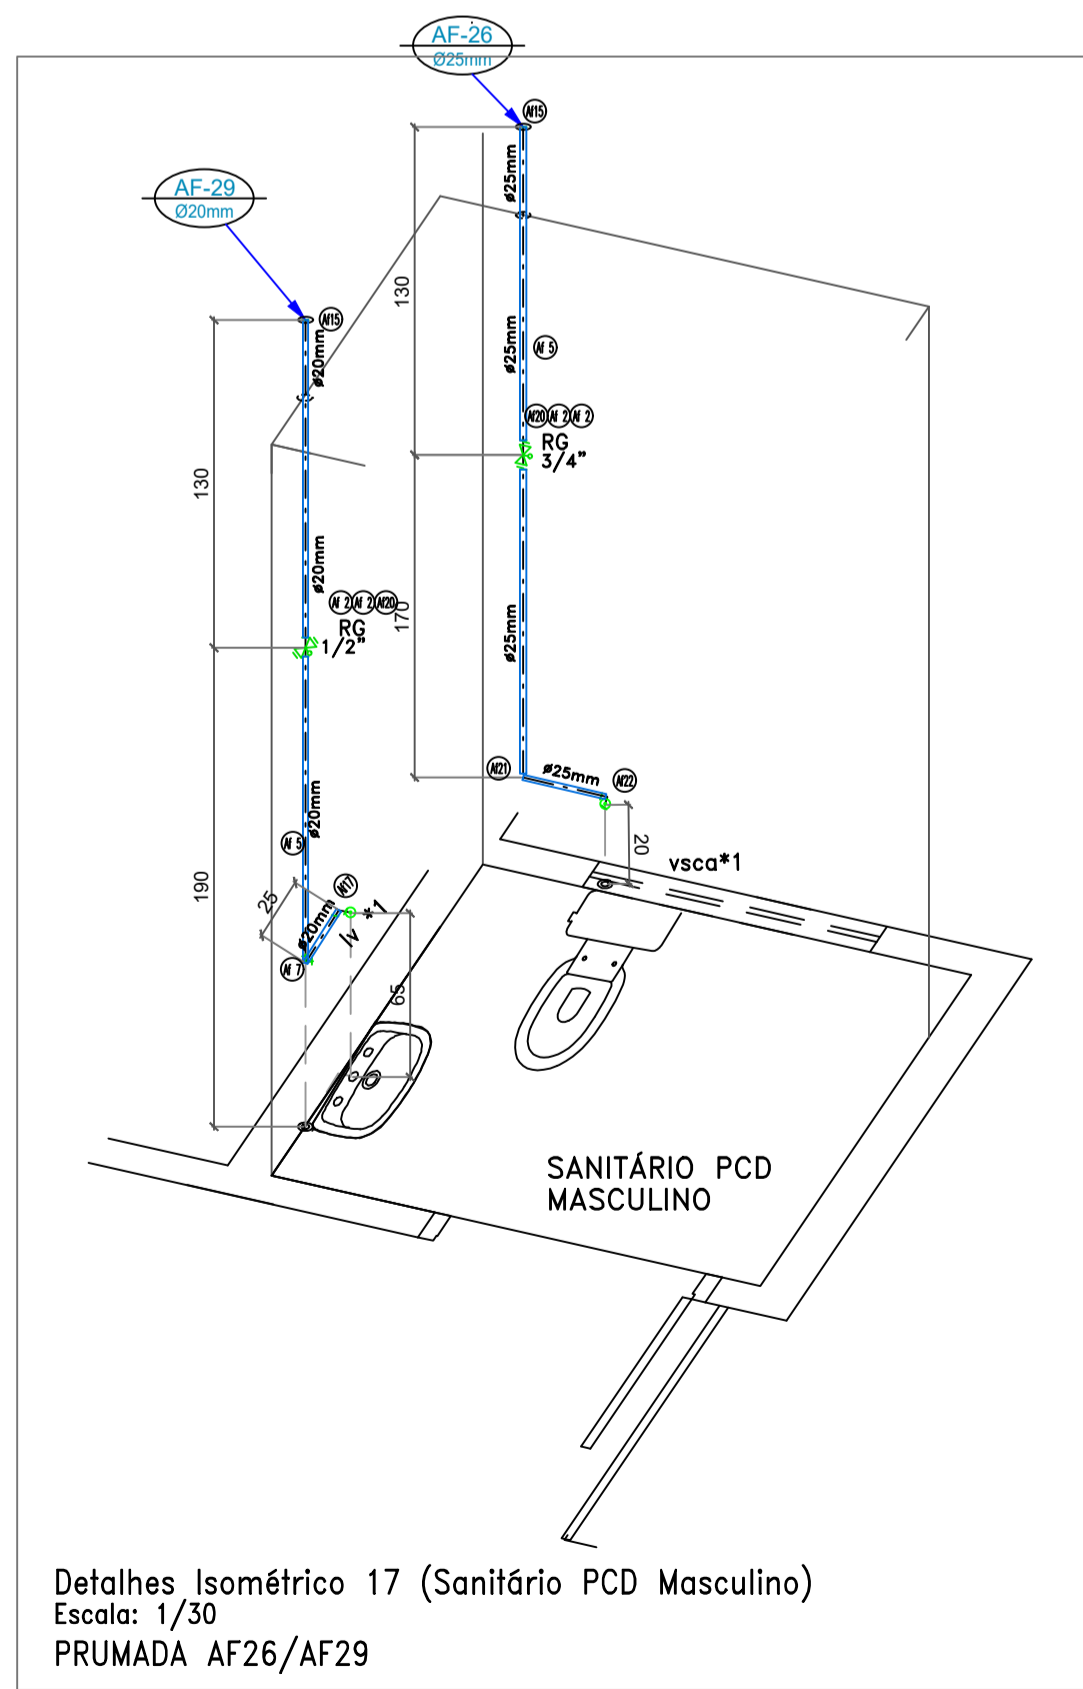 AF-26
Ø25mm
Af15
AF-29
Ø20mm
Af15
ø25mm
ø20mm
130
ø25mm
Af 5
Af20 Af 2 Af 2
RG
3/4"
130
ø20mm
Af 2 Af 2 Af20
RG
1/2"
170
ø25mm
Af21
ø25mm
Af22
20
vsca*1
ø20mm
Af 5
190
25
Af17
ø20mm
lv *1
Af 7
65
SANITÁRIO PCD
MASCULINO
Detalhes Isométrico 17 (Sanitário PCD Masculino)
Escala: 1/30
PRUMADA AF26/AF29